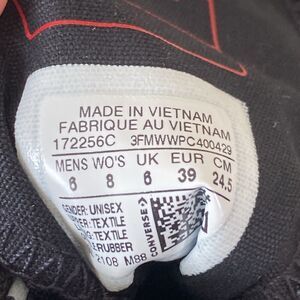 MADE IN VIETNAM
FABRIQUE AU VIETNAM
172256C 3FMWWPC400429
MENS WO'S UK EUR CM
6 8 6 39 24.5
GENDER: UNISEX
: TEXTILE
: TEXTILE
: RUBBER
2108 M88
CONVERSE